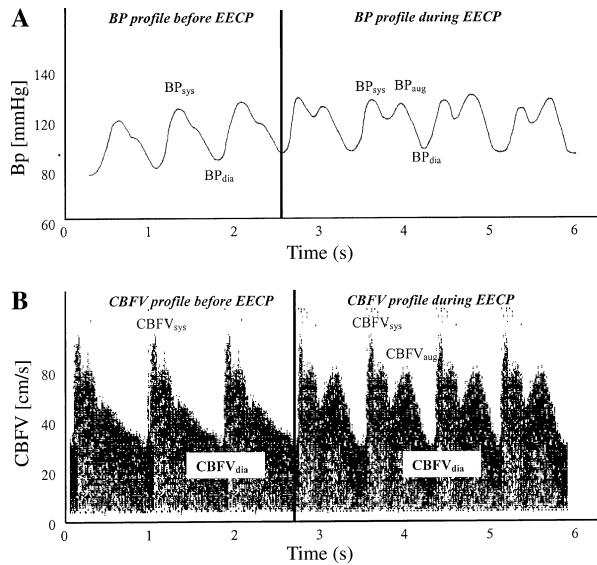 A
BP profile before EECP BP profile during EECP
Bp [mmHg]
140
120
100
80
60
BPsys
BPdia
BPsys BPaug
BPdia
0 1 2 3 4 5 6
Time (s)
B
CBFV profile before EECP CBFV profile during EECP
CBFV [cm/s]
80
40
20
0
CBFVsys
CBFVdia
CBFVsys
CBFVaug
CBFVdia
0 1 2 3 4 5 6
Time (s)